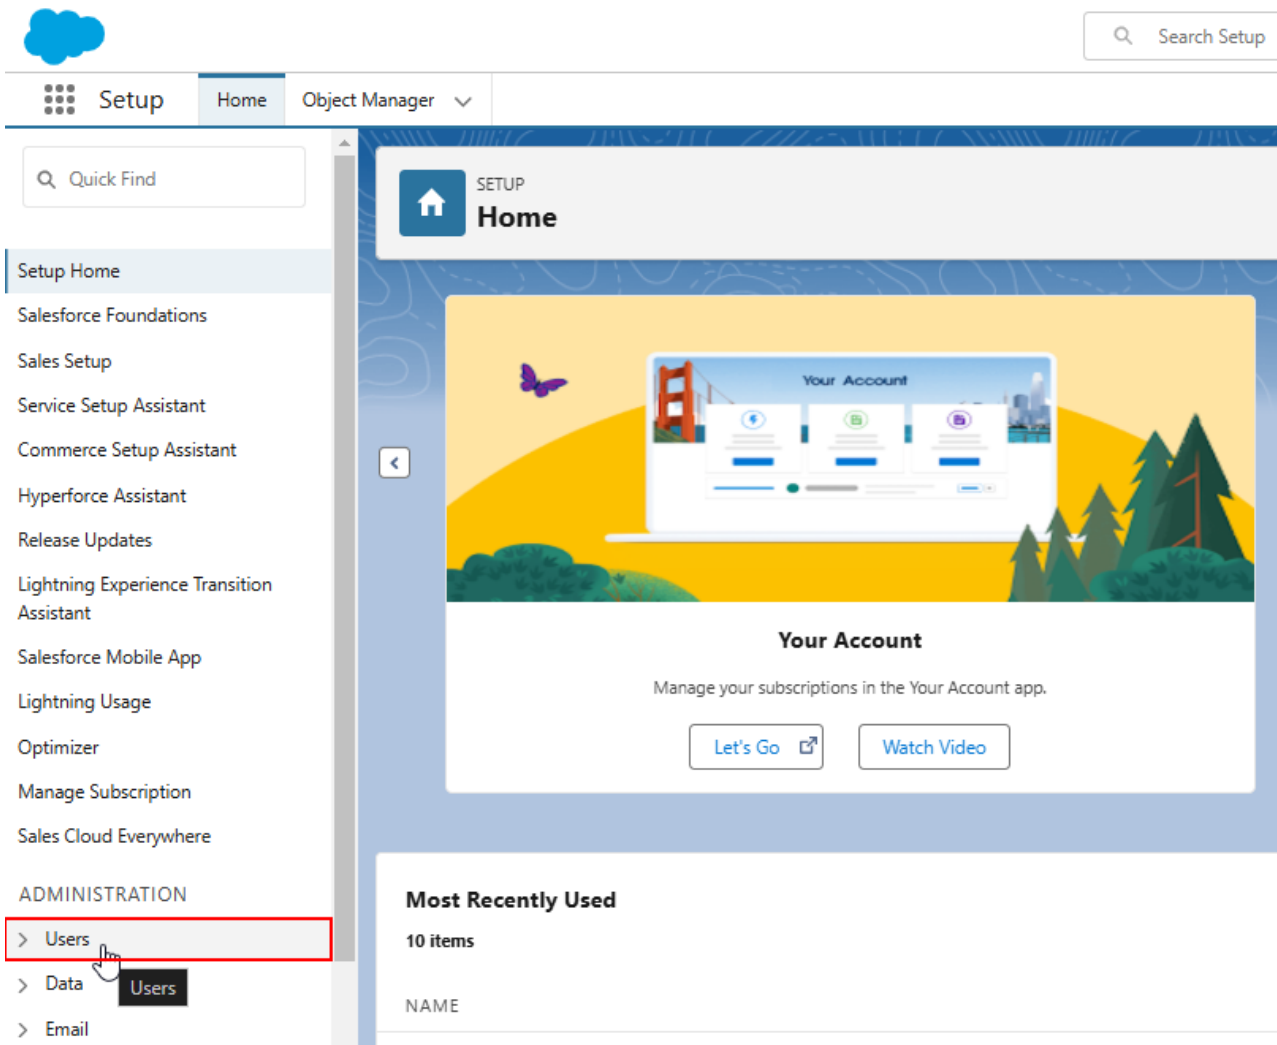 Search Setup
Setup
Home
Object Manager
Quick Find
SETUP
Home
Setup Home
Salesforce Foundations
Sales Setup
Service Setup Assistant
Commerce Setup Assistant
Hyperforce Assistant
Release Updates
Lightning Experience Transition
Assistant
Salesforce Mobile App
Lightning Usage
Optimizer
Manage Subscription
Sales Cloud Everywhere
ADMINISTRATION
Users
Data
Users
Email
Your Account
Your Account
Manage your subscriptions in the Your Account app.
Let's Go
Watch Video
Most Recently Used
10 items
NAME